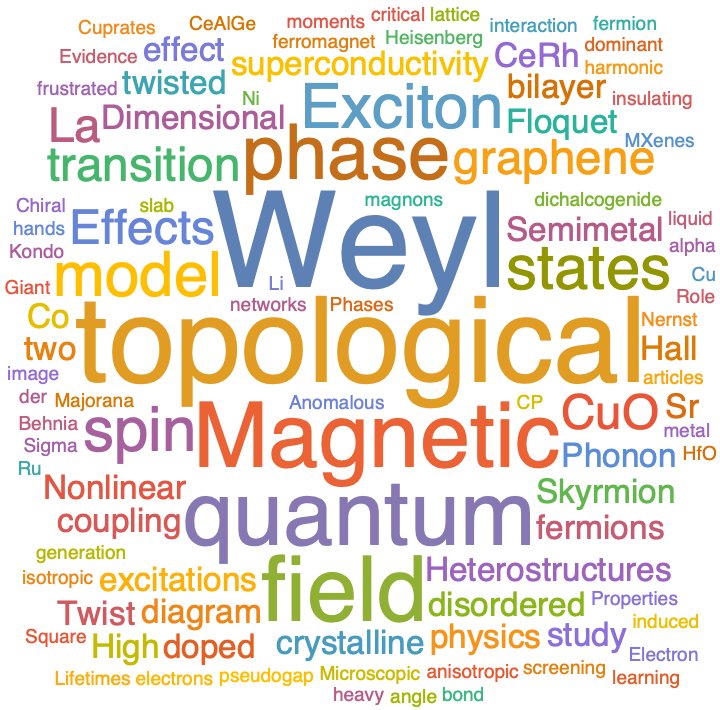 Cuprates CeAlGe moments critical lattice
Evidence effect ferromagnet Heisenberg interaction fermion
CeRh dominant
frustrated twisted superconductivity harmonic
Ni Exciton bilayer insulating
La Dimensional Floquet MXenes
transition phase graphene
Chiral slab magnons dichalcogenide
hands Effects Weyl Semimetal liquid
Kondo alpha
Giant model Li states Cu
networks Phases Role
Co topological Nernst
two Hall
image articles
der Majorana Anomalous CP CuO Sr
Behnia spin Magnetic metal
Sigma Phonon HfO
Ru
Nonlinear quantum Skyrmion
coupling fermions
generation
isotropic excitations field Heterostructures
Twist diagram disordered Properties
Square High doped crystalline physics study induced
Electron
Lifetimes electrons pseudogap Microscopic anisotropic screening learning
heavy angle bond